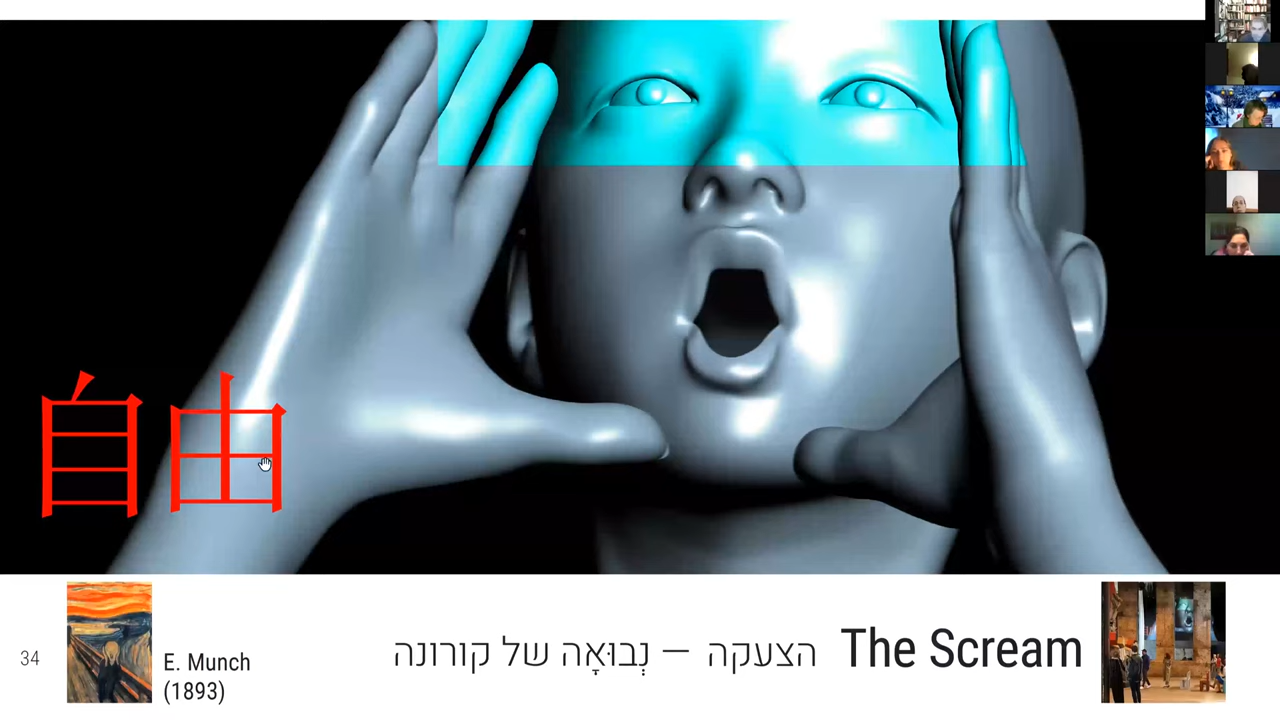 自由
34
E. Munch
(1893)
הצעקה – נְבוּאָה של קורונה The Scream